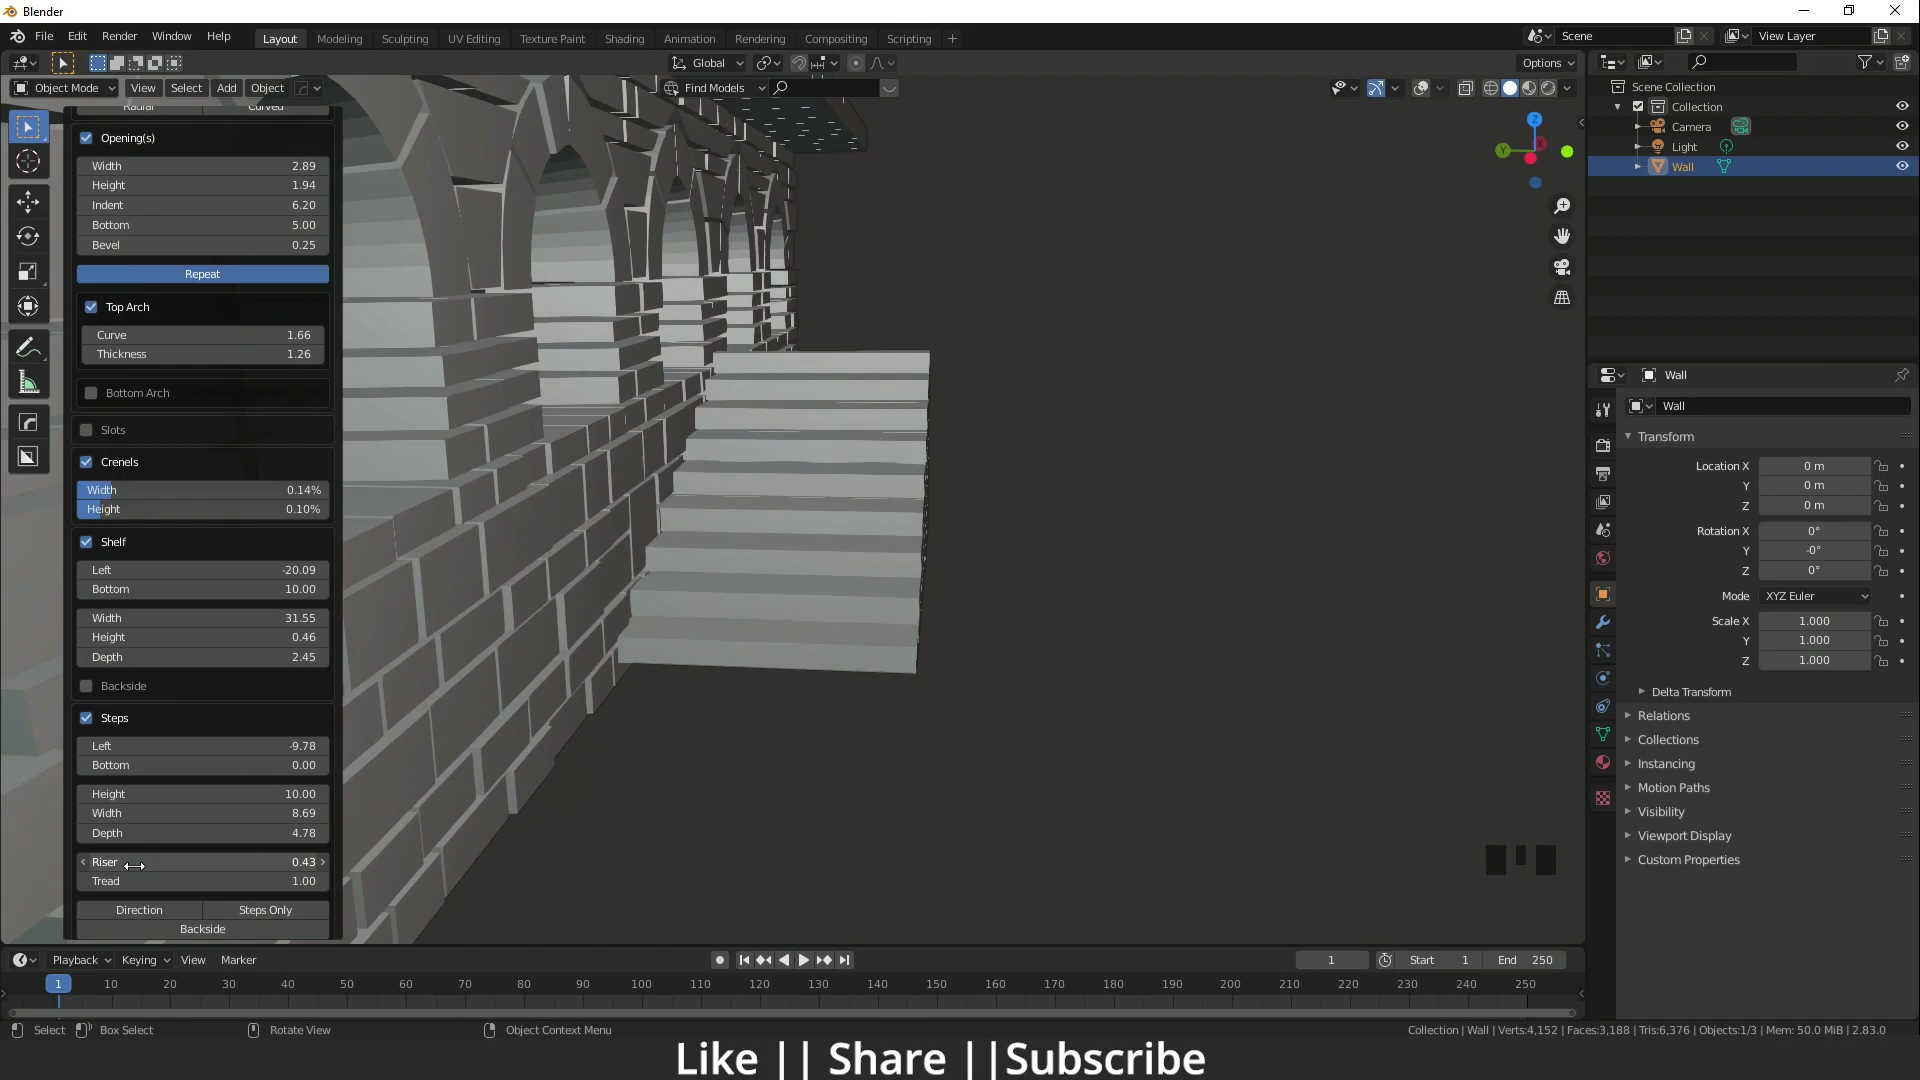 Blender
File Edit Render Window Help
Layout Modeling Sculpting UV Editing Texture Paint Shading Animation Rendering Compositing Scripting +
Scene View Layer
Global Options
Object Mode View Select Add Object Find Models
Scene Collection
Collection
Camera
Light
Wall
Radial Curved
Opening(s)
Width 2.89
Height 1.94
Indent 6.20
Bottom 5.00
Bevel 0.25
Repeat
Top Arch
Curve 1.66
Thickness 1.26
Bottom Arch
Slots
Crenels
Width 0.14%
Height 0.10%
Shelf
Left -20.09
Bottom 10.00
Width 31.55
Height 0.46
Depth 2.45
Backside
Steps
Left -9.78
Bottom 0.00
Height 10.00
Width 8.69
Depth 4.78
Riser 0.43
Tread 1.00
Direction Steps Only
Backside
Z
Y
X
Wall
Wall
Transform
Location X 0 m
Y 0 m
Z 0 m
Rotation X 0°
Y -0°
Z 0°
Mode XYZ Euler
Scale X 1.000
Y 1.000
Z 1.000
Delta Transform
Relations
Collections
Instancing
Motion Paths
Visibility
Viewport Display
Custom Properties
Playback Keying View Marker 1 Start 1 End 250
1 10 20 30 40 50 60 70 80 90 100 110 120 130 140 150 160 170 180 190 200 210 220 230 240 250
Select Box Select Rotate View Object Context Menu Collection | Wall | Verts:4,152 | Faces:3,188 | Tris:6,376 | Objects:1/3 | Mem: 50.0 MiB | 2.83.0
Like || Share ||Subscribe